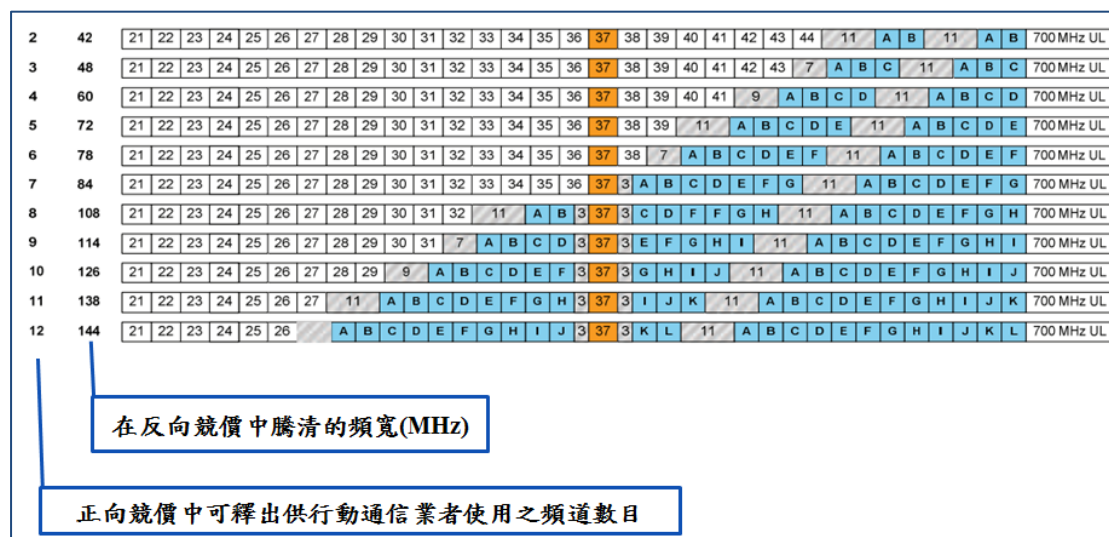 2 42 21 22 23 24 25 26 27 28 29 30 31 32 33 34 35 36 37 38 39 40 41 42 43 44 11 A B 11 A B 700 MHz UL
3 48 21 22 23 24 25 26 27 28 29 30 31 32 33 34 35 36 37 38 39 40 41 42 43 7 A B C 11 A B C 700 MHz UL
4 60 21 22 23 24 25 26 27 28 29 30 31 32 33 34 35 36 37 38 39 40 41 9 A B C D 11 A B C D 700 MHz UL
5 72 21 22 23 24 25 26 27 28 29 30 31 32 33 34 35 36 37 38 39 11 A B C D E 11 A B C D E 700 MHz UL
6 78 21 22 23 24 25 26 27 28 29 30 31 32 33 34 35 36 37 38 7 A B C D E F 11 A B C D E F 700 MHz UL
7 84 21 22 23 24 25 26 27 28 29 30 31 32 33 34 35 36 37 3 A B C D E F G 11 A B C D E F G 700 MHz UL
8 108 21 22 23 24 25 26 27 28 29 30 31 32 11 A B 3 37 3 C D F F G H 11 A B C D E F G H 700 MHz UL
9 114 21 22 23 24 25 26 27 28 29 30 31 7 A B C D 3 37 3 E F G H I 11 A B C D E F G H I 700 MHz UL
10 126 21 22 23 24 25 26 27 28 29 9 A B C D E F 3 37 3 G H I J 11 A B C D E F G H I J 700 MHz UL
11 138 21 22 23 24 25 26 27 11 A B C D E F G H 3 37 3 I J K 11 A B C D E F G H I J K 700 MHz UL
12 144 21 22 23 24 25 26 A B C D E F G H I J 3 37 3 K L 11 A B C D E F G H I J K L 700 MHz UL
在反向競價中騰清的頻寬(MHz)
正向競價中可釋出供行動通信業者使用之頻道數目